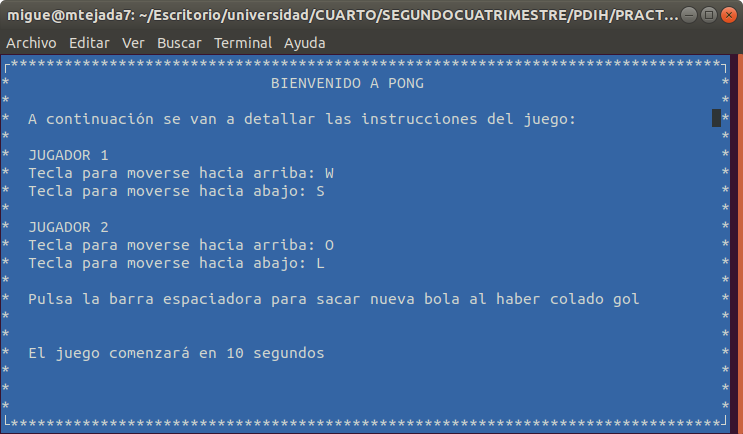 migue@mtejada7: ~/Escritorio/universidad/CUARTO/SEGUNDOCUATRIMESTRE/PDIH/PRACT...
Archivo Editar Ver Buscar Terminal Ayuda
BIENVENIDO A PONG
A continuación se van a detallar las instrucciones del juego:
JUGADOR 1
Tecla para moverse hacia arriba: W
Tecla para moverse hacia abajo: S
JUGADOR 2
Tecla para moverse hacia arriba: O
Tecla para moverse hacia abajo: L
Pulsa la barra espaciadora para sacar nueva bola al haber colado gol
El juego comenzará en 10 segundos